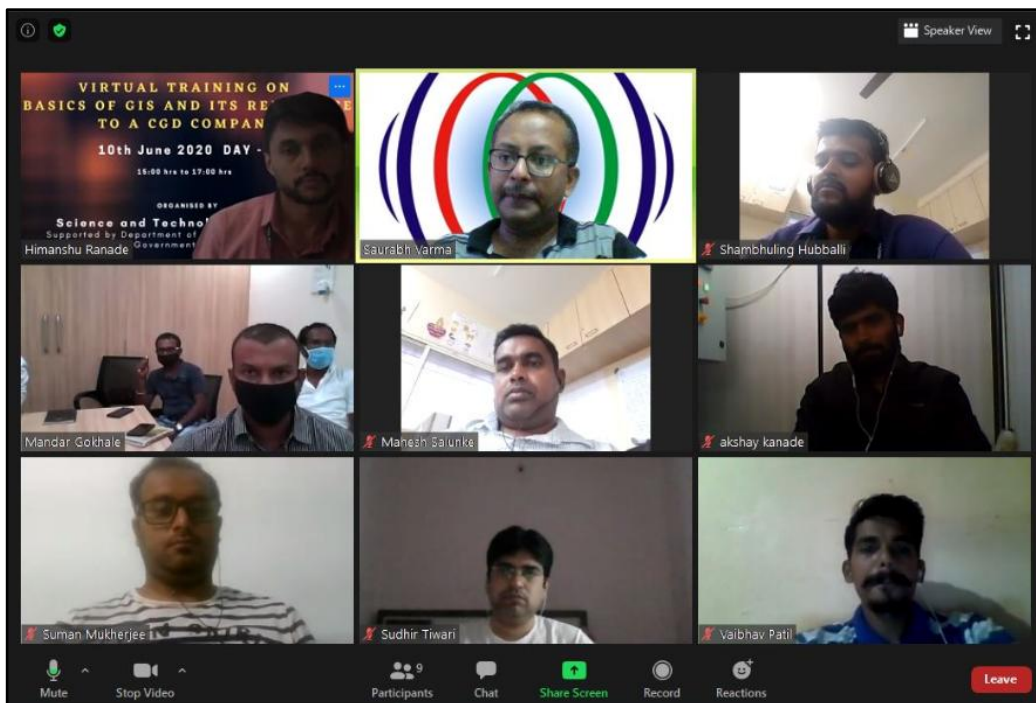 Speaker View
VIRTUAL TRAINING ON
BASICS OF GIS AND ITS
TO A CGD
10th June 2020 DAY -
15:00 hrs to 17:00 hrs
ORGANISED BY
Science and
Supported by Department of
Government
Himanshu Ranade
Saurabh Varma
Shambhuling Hubballi
Mandar Gokhale
Mahesh Salunke
akshay kanade
Suman Mukherjee
Sudhir Tiwari
Vaibhav Patil
Mute
Stop Video
9
Participants
Chat
Share Screen
Record
Reactions
Leave